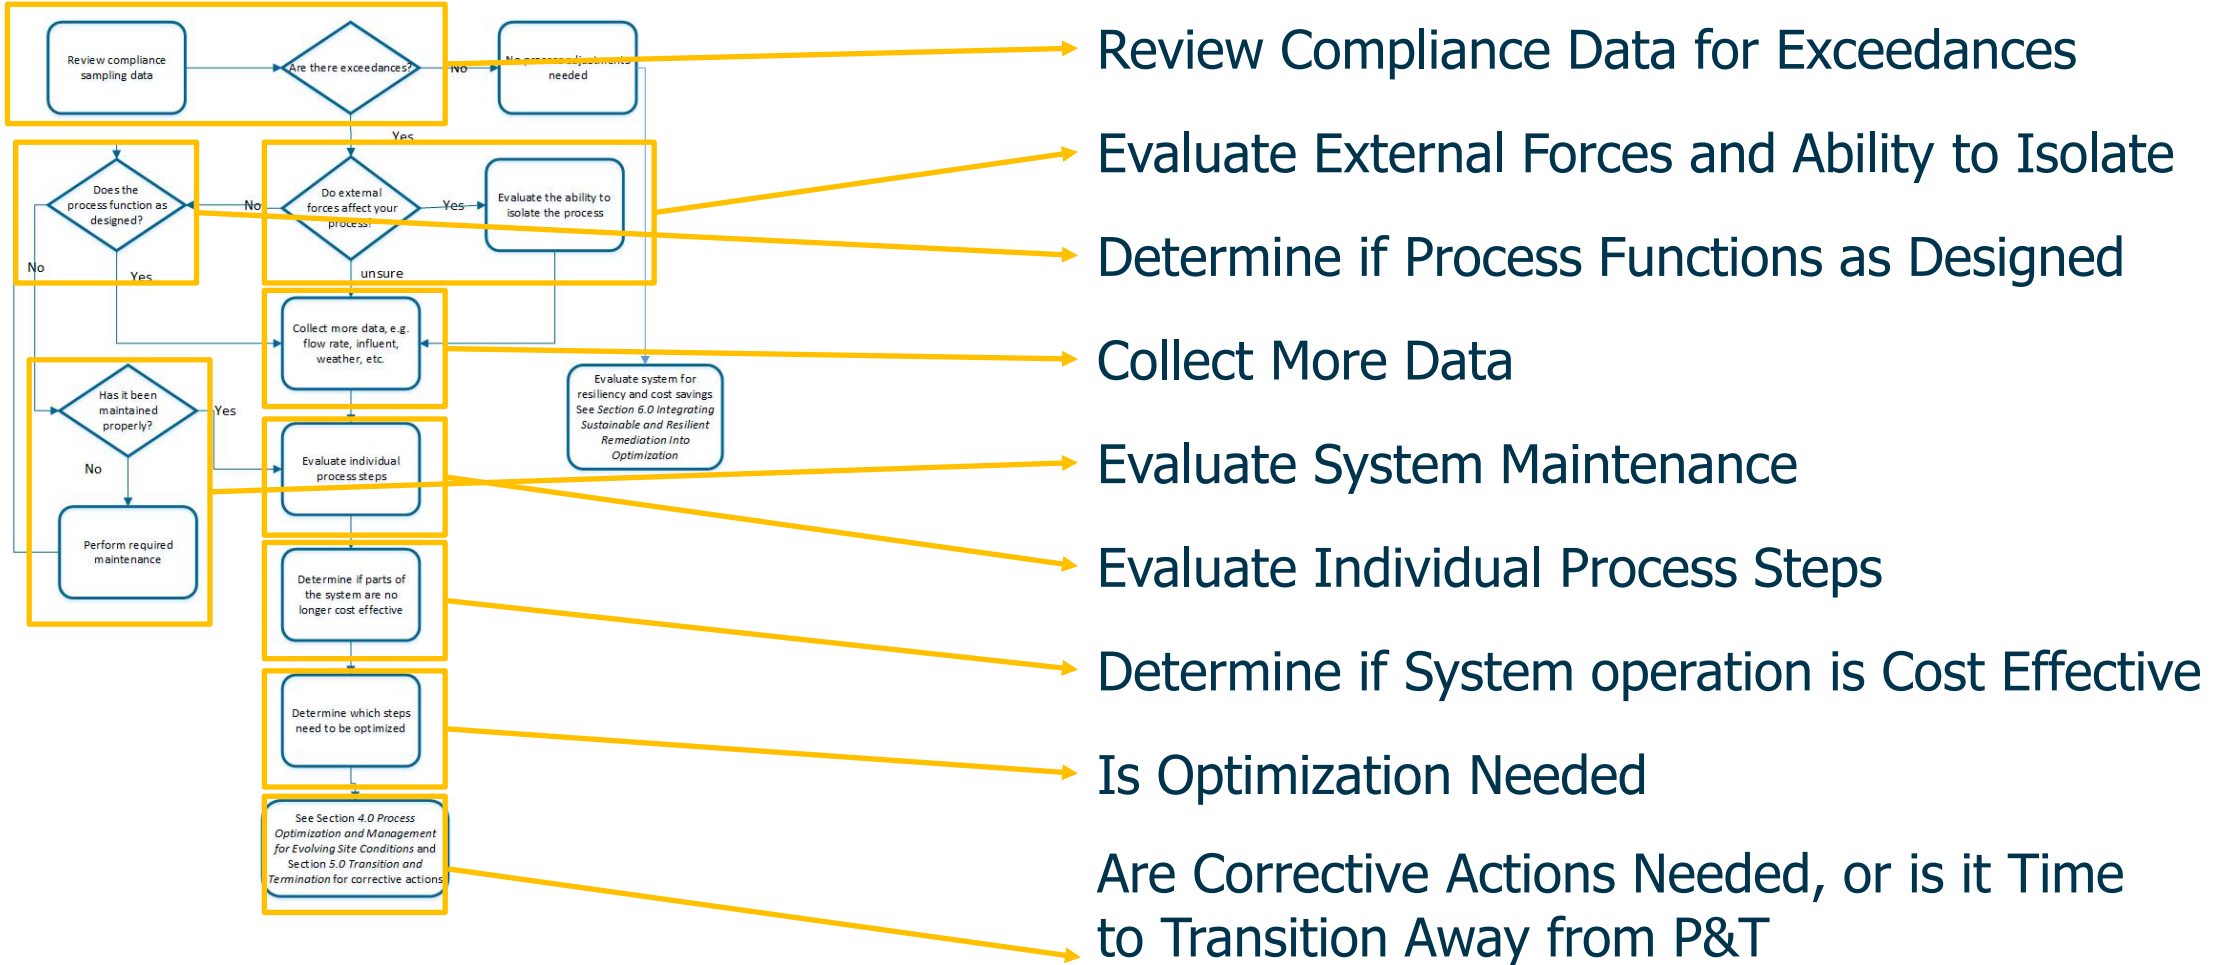 Review compliance
sampling data
Are there exceedances?
No
No process adjustments
needed
Yes
Does the
process function as
designed?
No
Do external
forces affect your
process?
Yes
Evaluate the ability to
isolate the process
No
Yes
unsure
Collect more data, e.g.
flow rate, influent,
weather, etc.
Evaluate system for
resiliency and cost savings
See Section 6.0 Integrating
Sustainable and Resilient
Remediation Into
Optimization
Has it been
maintained
properly?
Yes
No
Evaluate individual
process steps
Perform required
maintenance
Determine if parts of
the system are no
longer cost effective
Determine which steps
need to be optimized
See Section 4.0 Process
Optimization and Management
for Evolving Site Conditions and
Section 5.0 Transition and
Termination for corrective actions
Review Compliance Data for Exceedances
Evaluate External Forces and Ability to Isolate
Determine if Process Functions as Designed
Collect More Data
Evaluate System Maintenance
Evaluate Individual Process Steps
Determine if System operation is Cost Effective
Is Optimization Needed
Are Corrective Actions Needed, or is it Time
to Transition Away from P&T